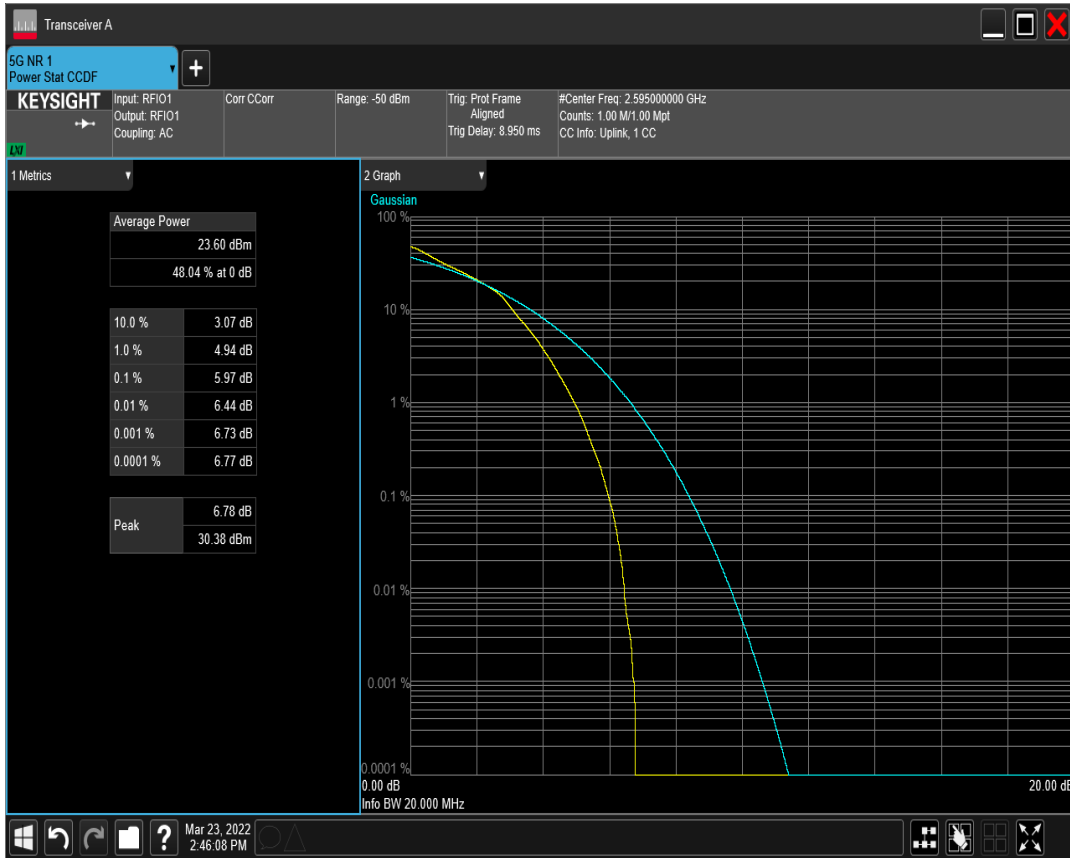 Transceiver A
5G NR 1
Power Stat CCDF
KEYSIGHT
LXI
Input: RFIO1
Output: RFIO1
Coupling: AC
Corr CCorr
Range: -50 dBm
Trig: Prot Frame
Aligned
Trig Delay: 8.950 ms
#Center Freq: 2.595000000 GHz
Counts: 1.00 M/1.00 Mpt
CC Info: Uplink, 1 CC
1 Metrics
Average Power
23.60 dBm
48.04 % at 0 dB
10.0 % 3.07 dB
1.0 % 4.94 dB
0.1 % 5.97 dB
0.01 % 6.44 dB
0.001 % 6.73 dB
0.0001 % 6.77 dB
Peak
6.78 dB
30.38 dBm
2 Graph
Gaussian
100 %
10 %
1 %
0.1 %
0.01 %
0.001 %
0.0001 %
0.00 dB 20.00 dB
Info BW 20.000 MHz
Mar 23, 2022
2:46:08 PM